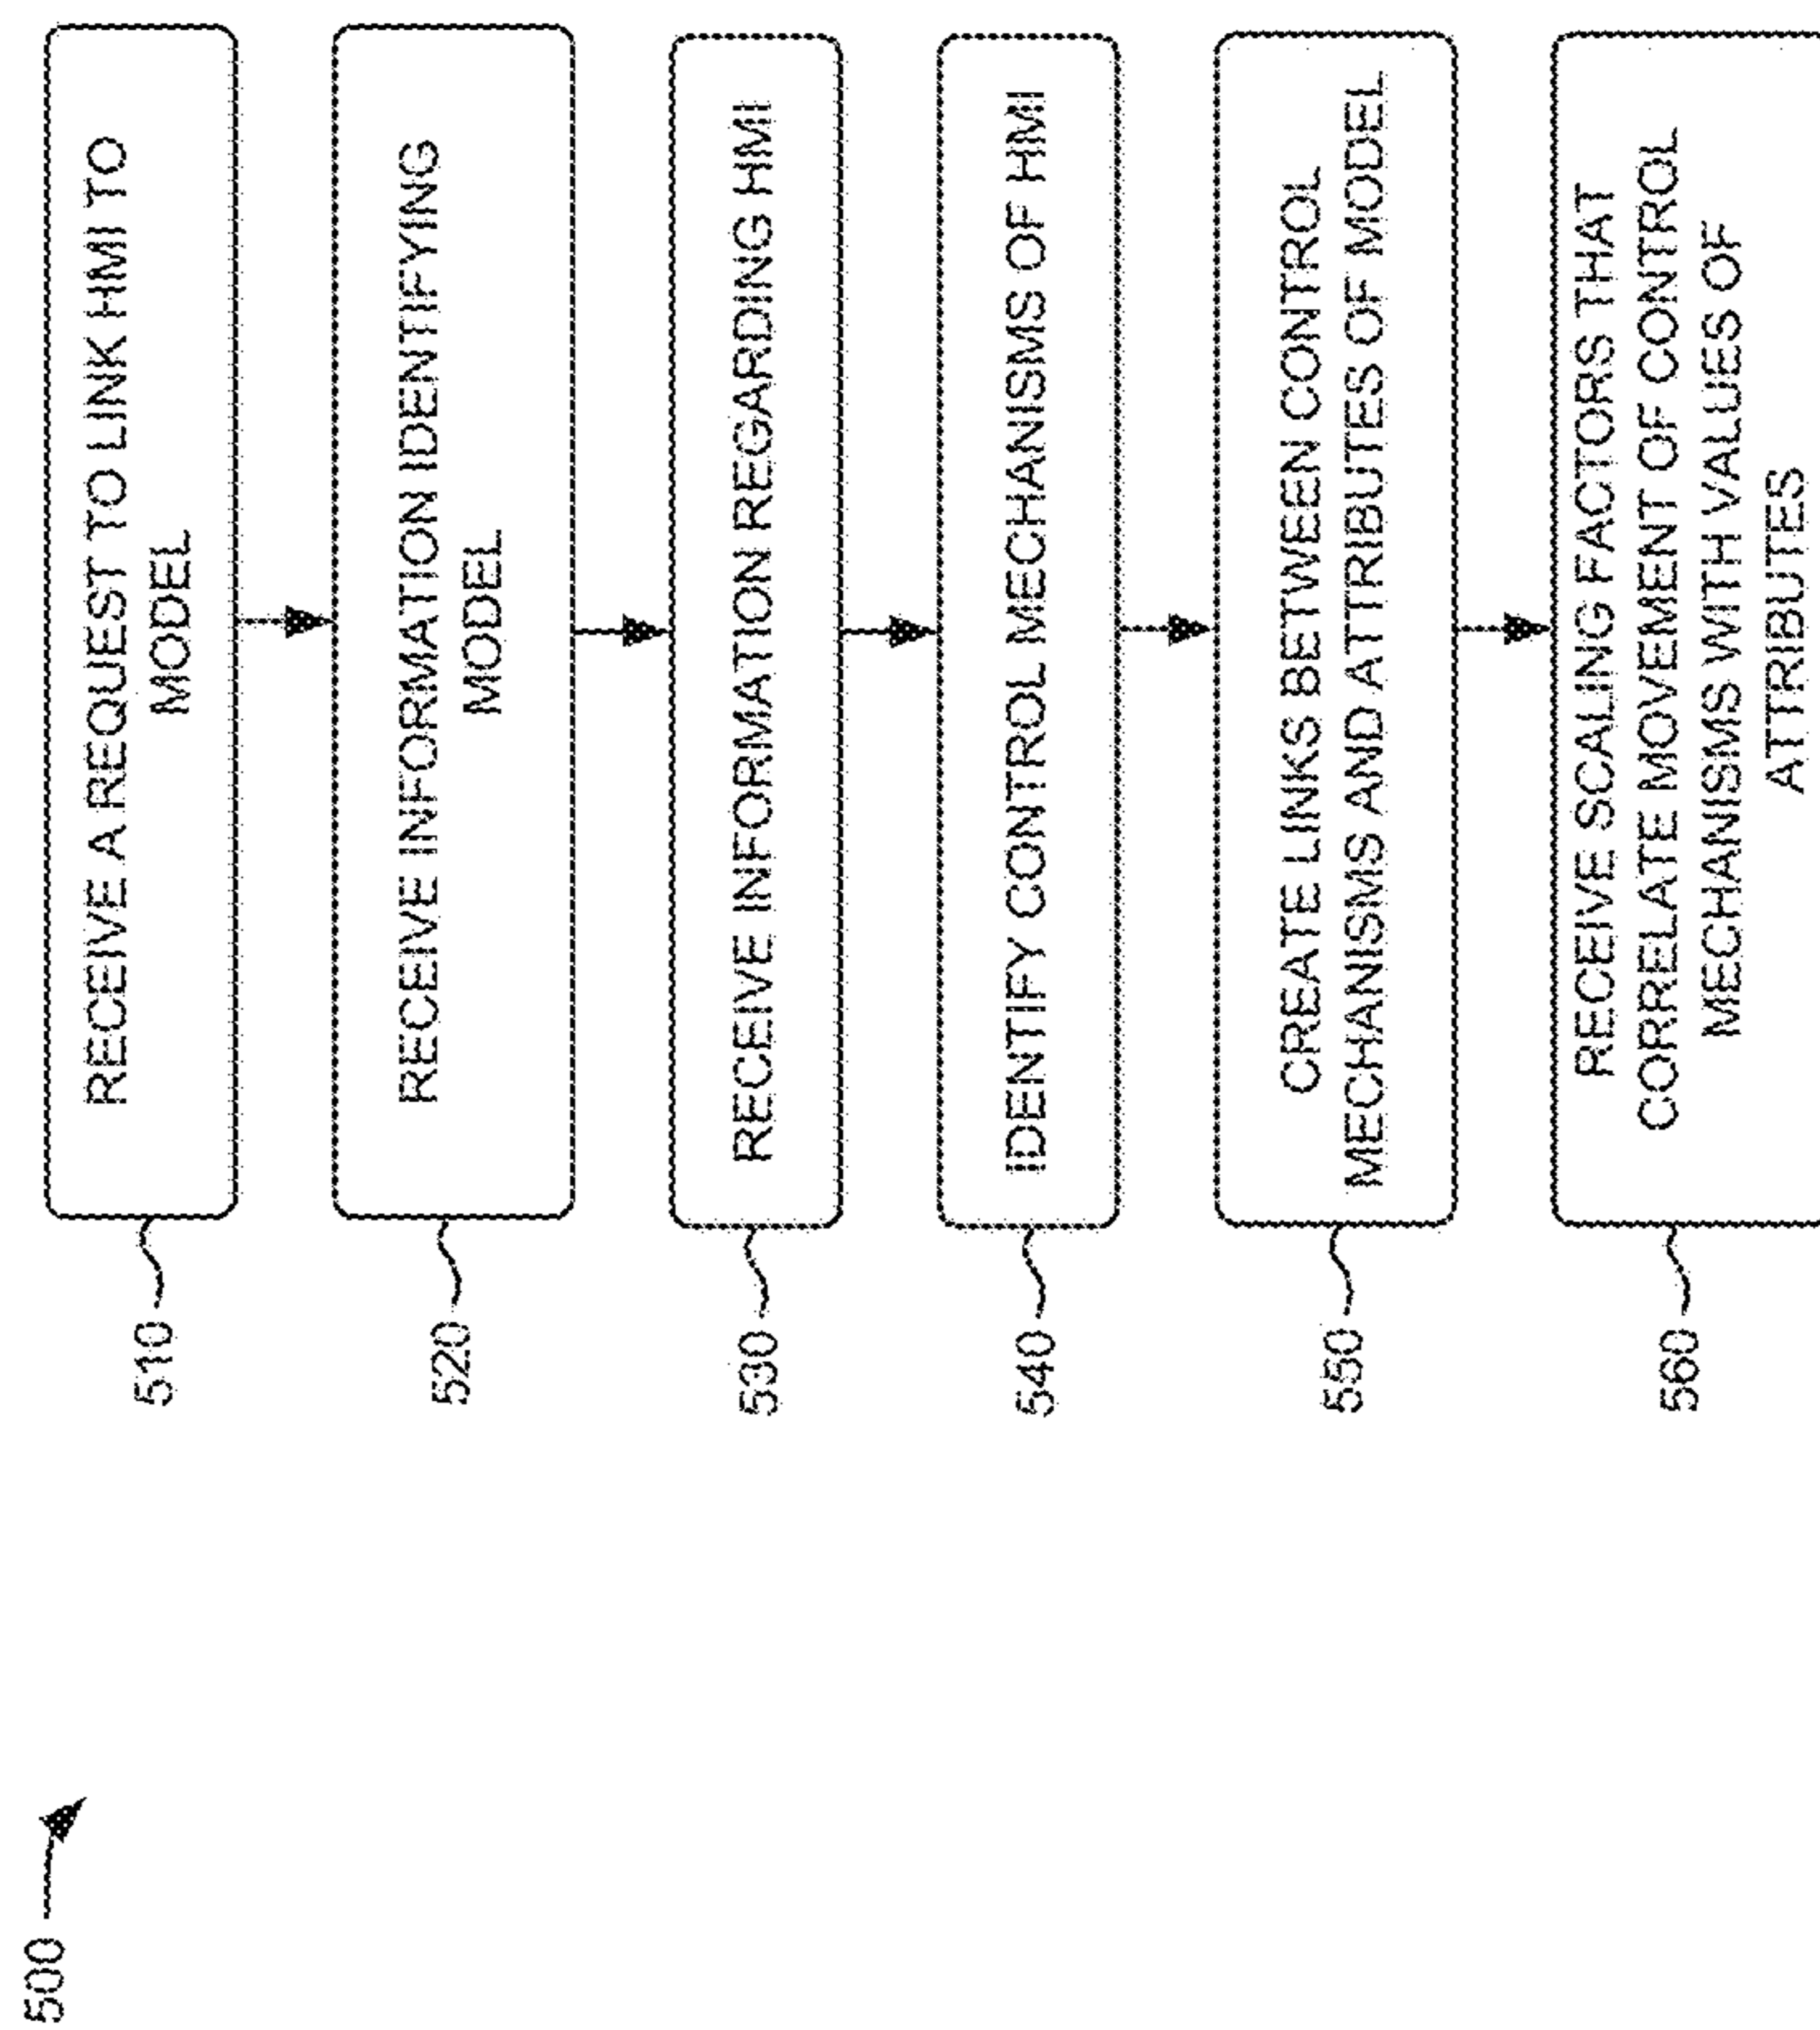 500
510
RECEIVE A REQUEST TO LINK HMI TO
MODEL
520
RECEIVE INFORMATION IDENTIFYING
MODEL
530
RECEIVE INFORMATION REGARDING HMI
540
IDENTIFY CONTROL MECHANISMS OF HMI
550
CREATE LINKS BETWEEN CONTROL
MECHANISMS AND ATTRIBUTES OF MODEL
560
RECEIVE SCALING FACTORS THAT
CORRELATE MOVEMENT OF CONTROL
MECHANISMS WITH VALUES OF
ATTRIBUTES